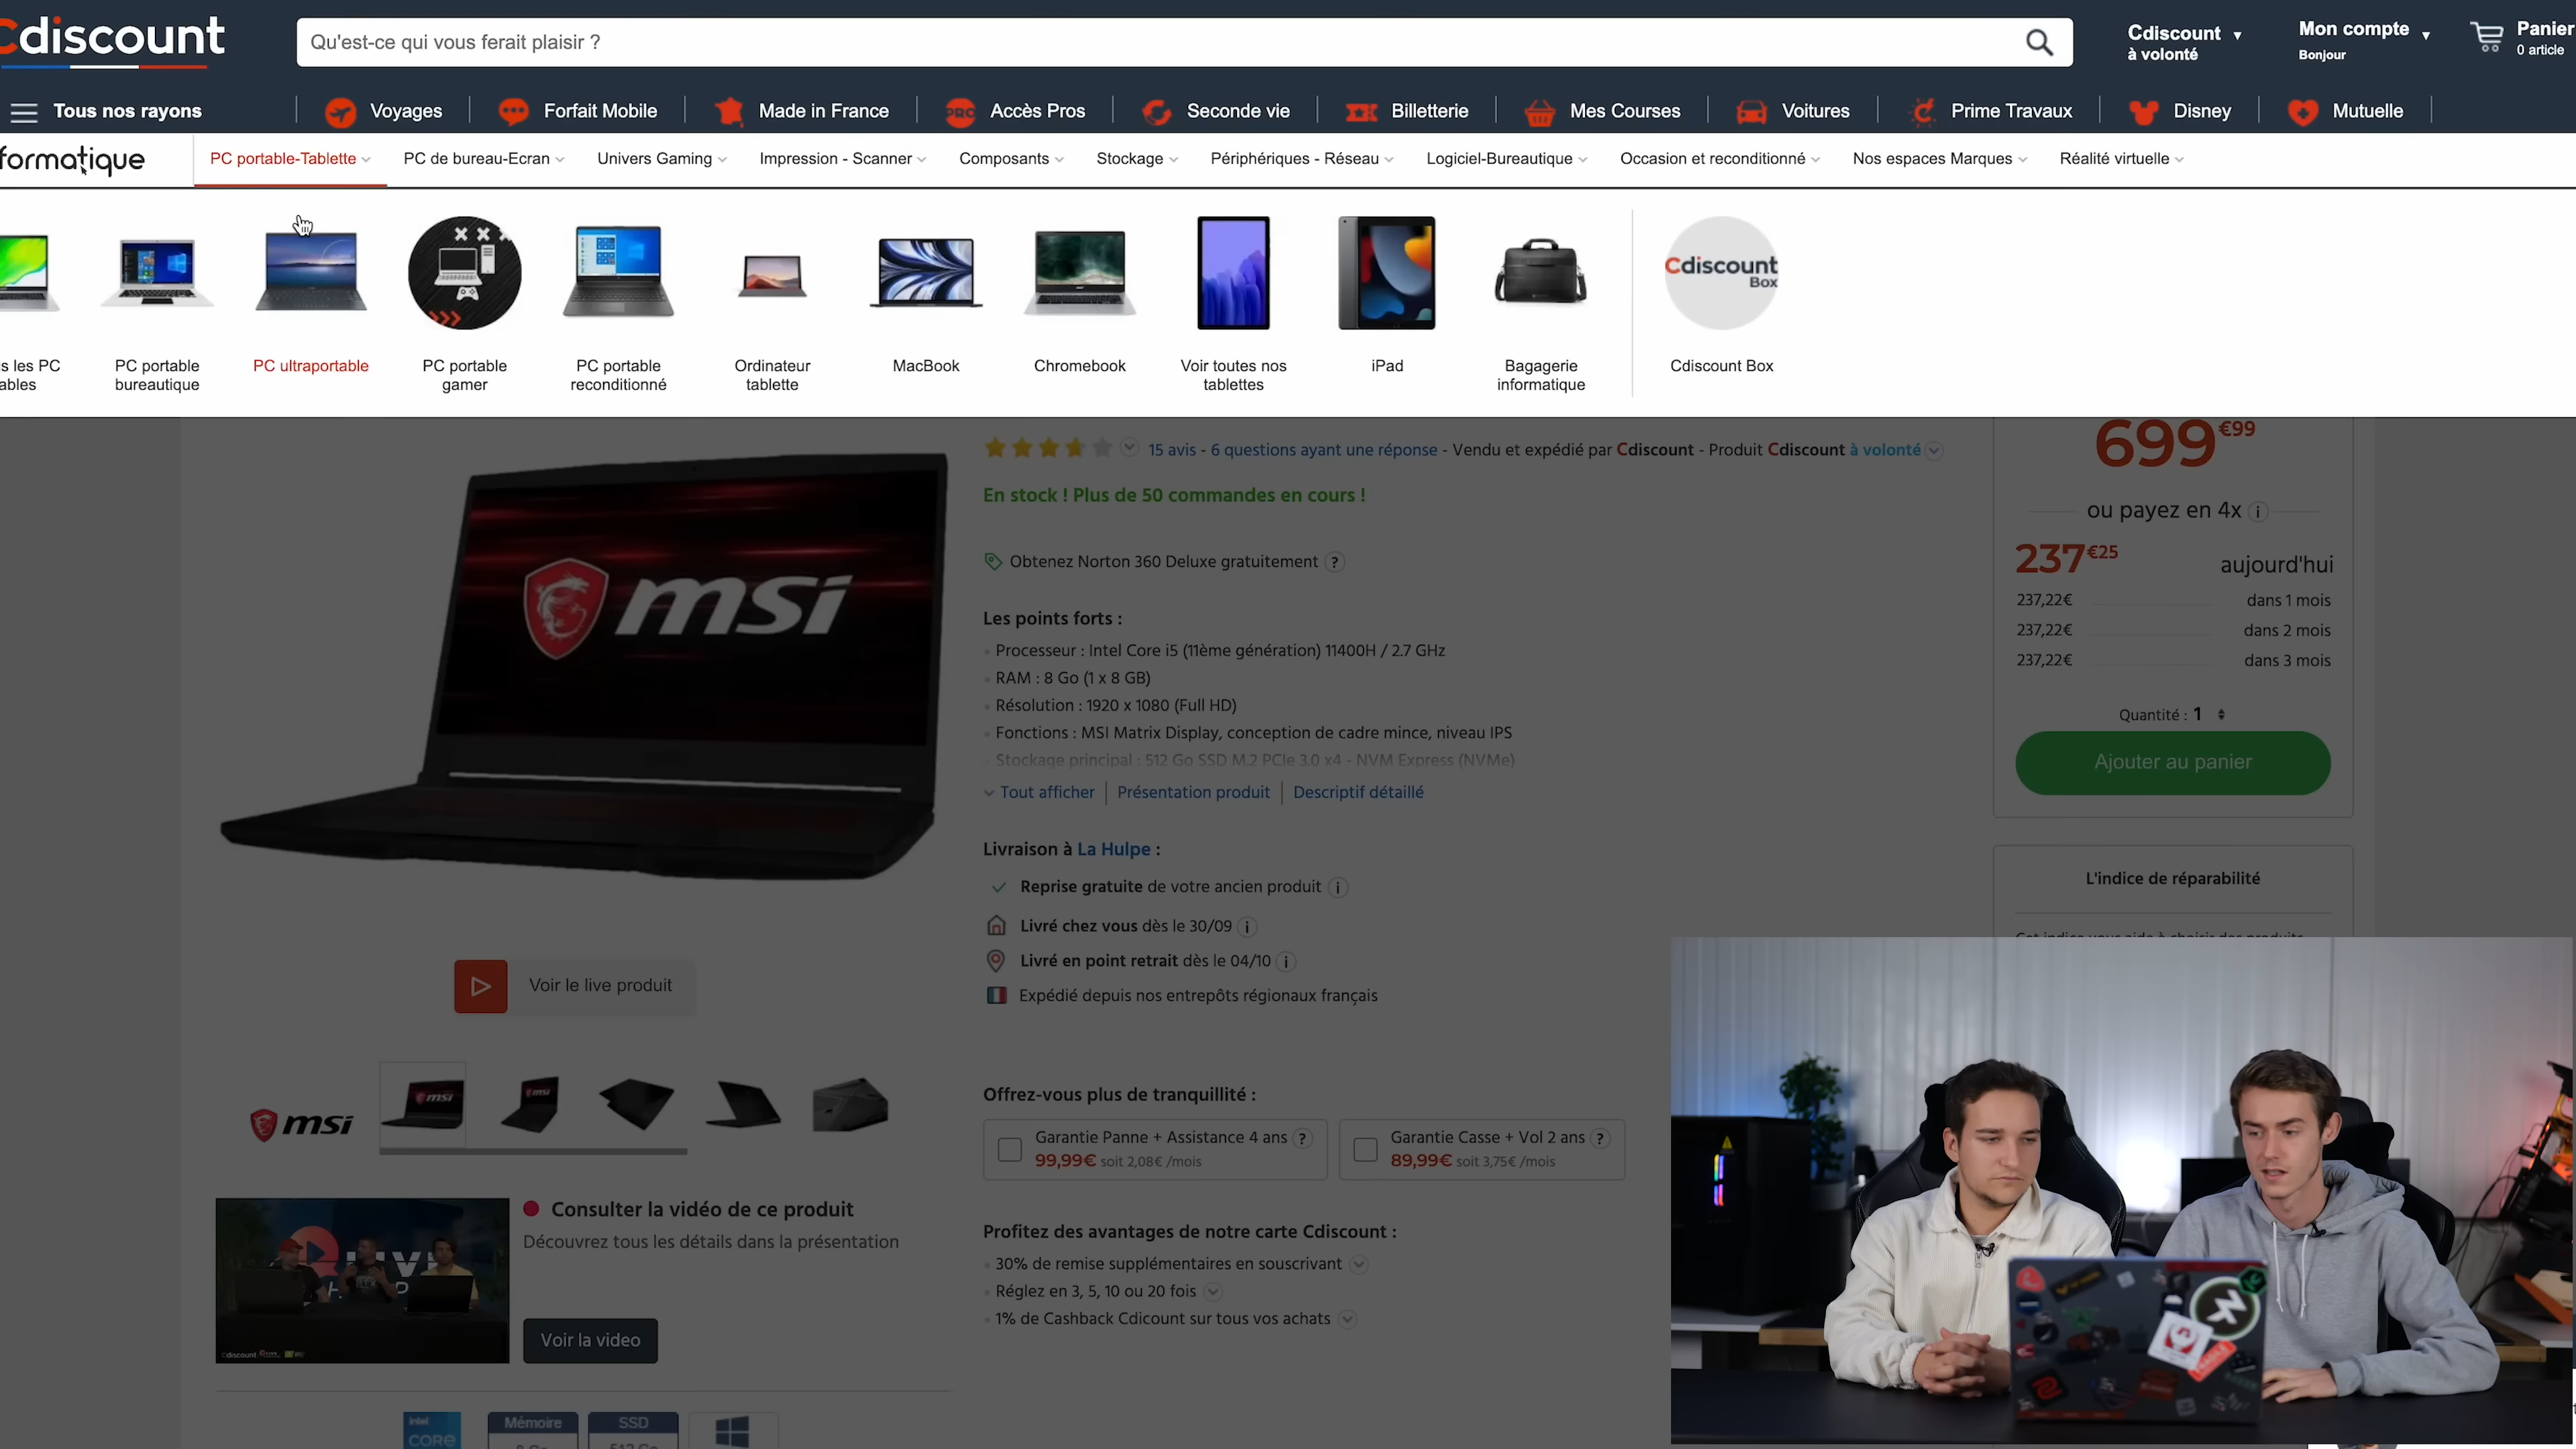 Cdiscount
Qu'est-ce qui vous ferait plaisir ?
Cdiscount
à volonté
Mon compte
Bonjour
Panier
0 article
Tous nos rayons
Voyages
Forfait Mobile
Made in France
PRO
Accès Pros
Seconde vie
Billetterie
Mes Courses
Voitures
Prime Travaux
Disney
Mutuelle
formatique
PC portable-Tablette
PC de bureau-Ecran
Univers Gaming
Impression - Scanner
Composants
Stockage
Périphériques - Réseau
Logiciel-Bureautique
Occasion et reconditionné
Nos espaces Marques
Réalité virtuelle
Cdiscount
Box
s les PC
ables
PC portable
bureautique
PC ultraportable
PC portable
gamer
PC portable
reconditionné
Ordinateur
tablette
MacBook
Chromebook
Voir toutes nos
tablettes
iPad
Bagagerie
informatique
Cdiscount Box
15 avis - 6 questions ayant une réponse - Vendu et expédié par Cdiscount - Produit Cdiscount à volonté
En stock ! Plus de 50 commandes en cours !
Obtenez Norton 360 Deluxe gratuitement ?
Les points forts :
Processeur : Intel Core i5 (11ème génération) 11400H / 2.7 GHz
RAM : 8 Go (1 x 8 GB)
Résolution : 1920 x 1080 (Full HD)
Fonctions : MSI Matrix Display, conception de cadre mince, niveau IPS
Stockage principal : 512 Go SSD M.2 PCIe 3.0 x4 - NVM Express (NVMe)
Tout afficher
Présentation produit
Descriptif détaillé
Livraison à La Hulpe :
Reprise gratuite de votre ancien produit i
Livré chez vous dès le 30/09 i
Livré en point retrait dès le 04/10 i
Expédié depuis nos entrepôts régionaux français
Offrez-vous plus de tranquillité :
Garantie Panne + Assistance 4 ans ?
99,99€ soit 2,08€ /mois
Garantie Casse + Vol 2 ans ?
89,99€ soit 3,75€ /mois
Profitez des avantages de notre carte Cdiscount :
30% de remise supplémentaires en souscrivant
Réglez en 3, 5, 10 ou 20 fois
1% de Cashback Cdicount sur tous vos achats
699€99
ou payez en 4x i
237€25 aujourd'hui
237,22€ dans 1 mois
237,22€ dans 2 mois
237,22€ dans 3 mois
Quantité : 1
Ajouter au panier
L'indice de réparabilité
msi
Voir le live produit
msi
msi
msi
Consulter la vidéo de ce produit
Découvrez tous les détails dans la présentation
Voir la video
Cdiscount
intel
CORE
Mémoire
SSD